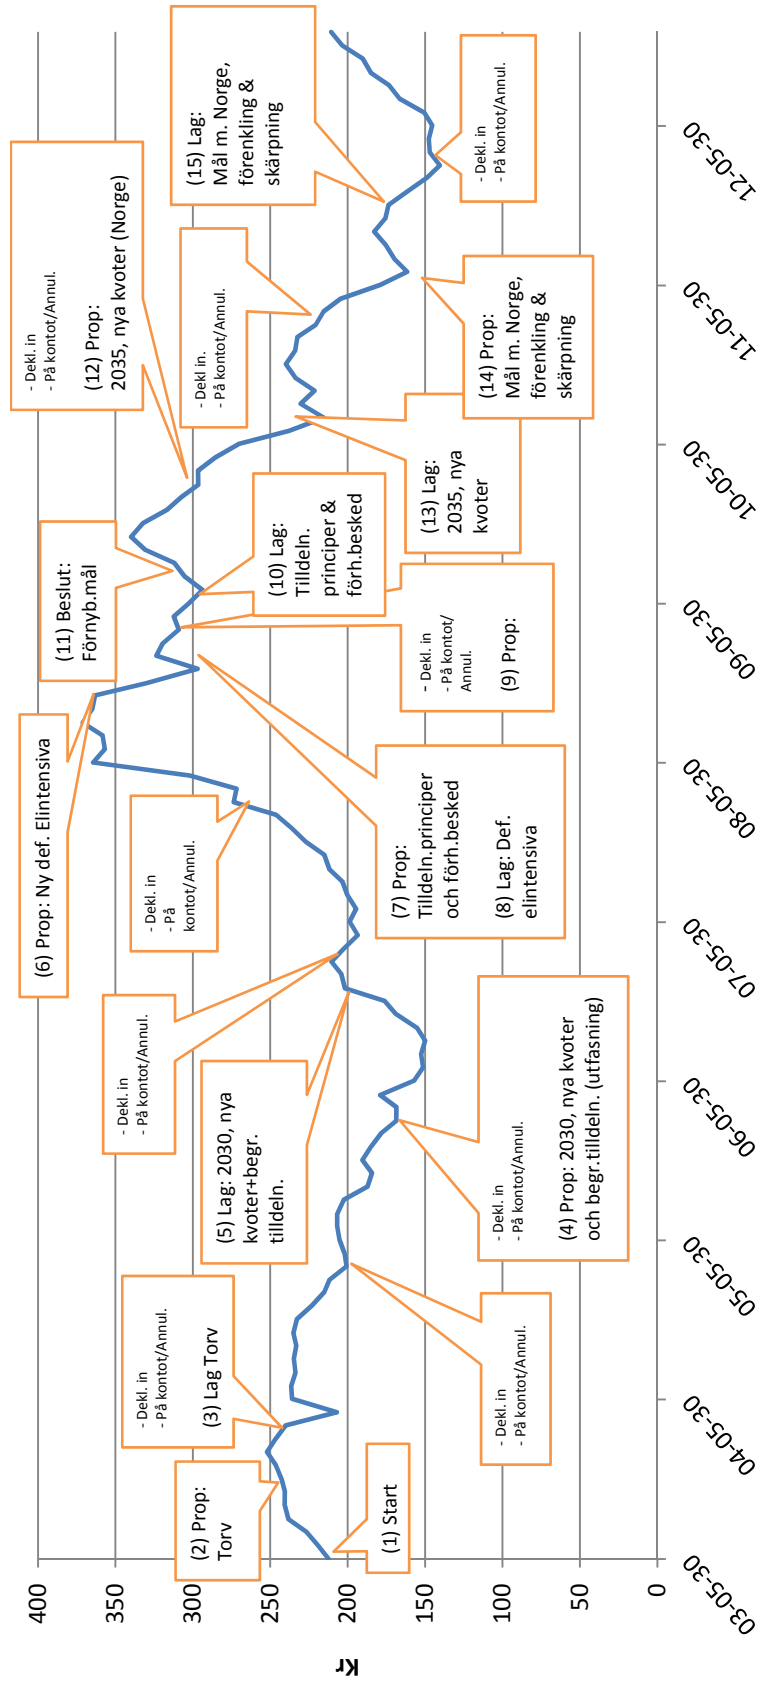 Kr
400
350
300
250
200
150
100
50
0
03-05-30
04-05-30
05-05-30
06-05-30
07-05-30
08-05-30
09-05-30
10-05-30
11-05-30
12-05-30
(1) Start
(2) Prop:
Torv
- Dekl. in
- På kontot/Annul.
(3) Lag Torv
- Dekl. in
- På kontot/Annul.
- Dekl. in
- På kontot/Annul.
(4) Prop: 2030, nya kvoter
och begr.tilldeln. (utfasning)
(5) Lag: 2030, nya
kvoter+begr.
tilldeln.
- Dekl. in
- På kontot/Annul.
- Dekl. in
- På
kontot/Annul.
(6) Prop: Ny def. Elintensiva
(7) Prop:
Tilldeln.principer
och förh.besked
(8) Lag: Def.
elintensiva
- Dekl. in
- På kontot/
Annul.
(9) Prop:
(10) Lag:
Tilldeln.
principer &
förh.besked
(11) Beslut:
Förnyb.mål
- Dekl. in
- På kontot/Annul.
(12) Prop:
2035, nya kvoter (Norge)
(13) Lag:
2035, nya
kvoter
- Dekl in.
- På kontot/Annul.
(14) Prop:
Mål m. Norge,
förenkling &
skärpning
(15) Lag:
Mål m. Norge,
förenkling &
skärpning
- Dekl. in
- På kontot/Annul.